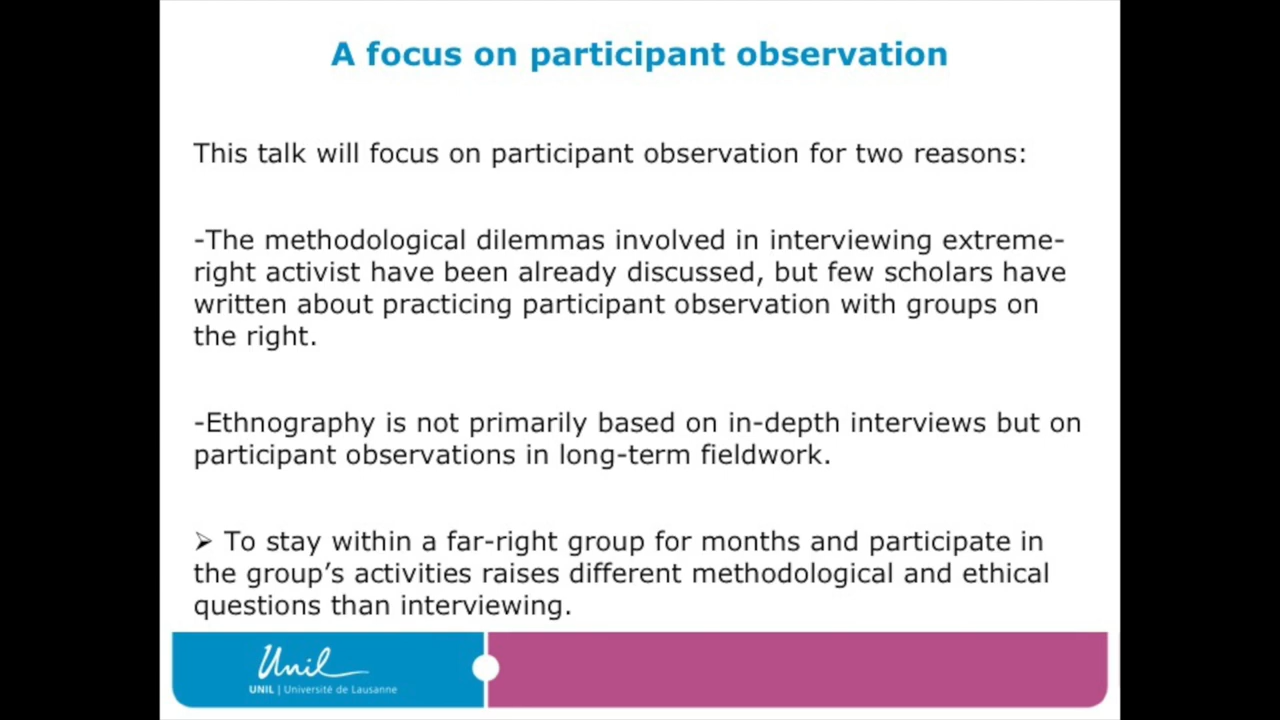 A focus on participant observation
This talk will focus on participant observation for two reasons:
-The methodological dilemmas involved in interviewing extreme-
right activist have been already discussed, but few scholars have
written about practicing participant observation with groups on
the right.
-Ethnography is not primarily based on in-depth interviews but on
participant observations in long-term fieldwork.
➢ To stay within a far-right group for months and participate in
the group’s activities raises different methodological and ethical
questions than interviewing.
Unil
UNIL | Université de Lausanne